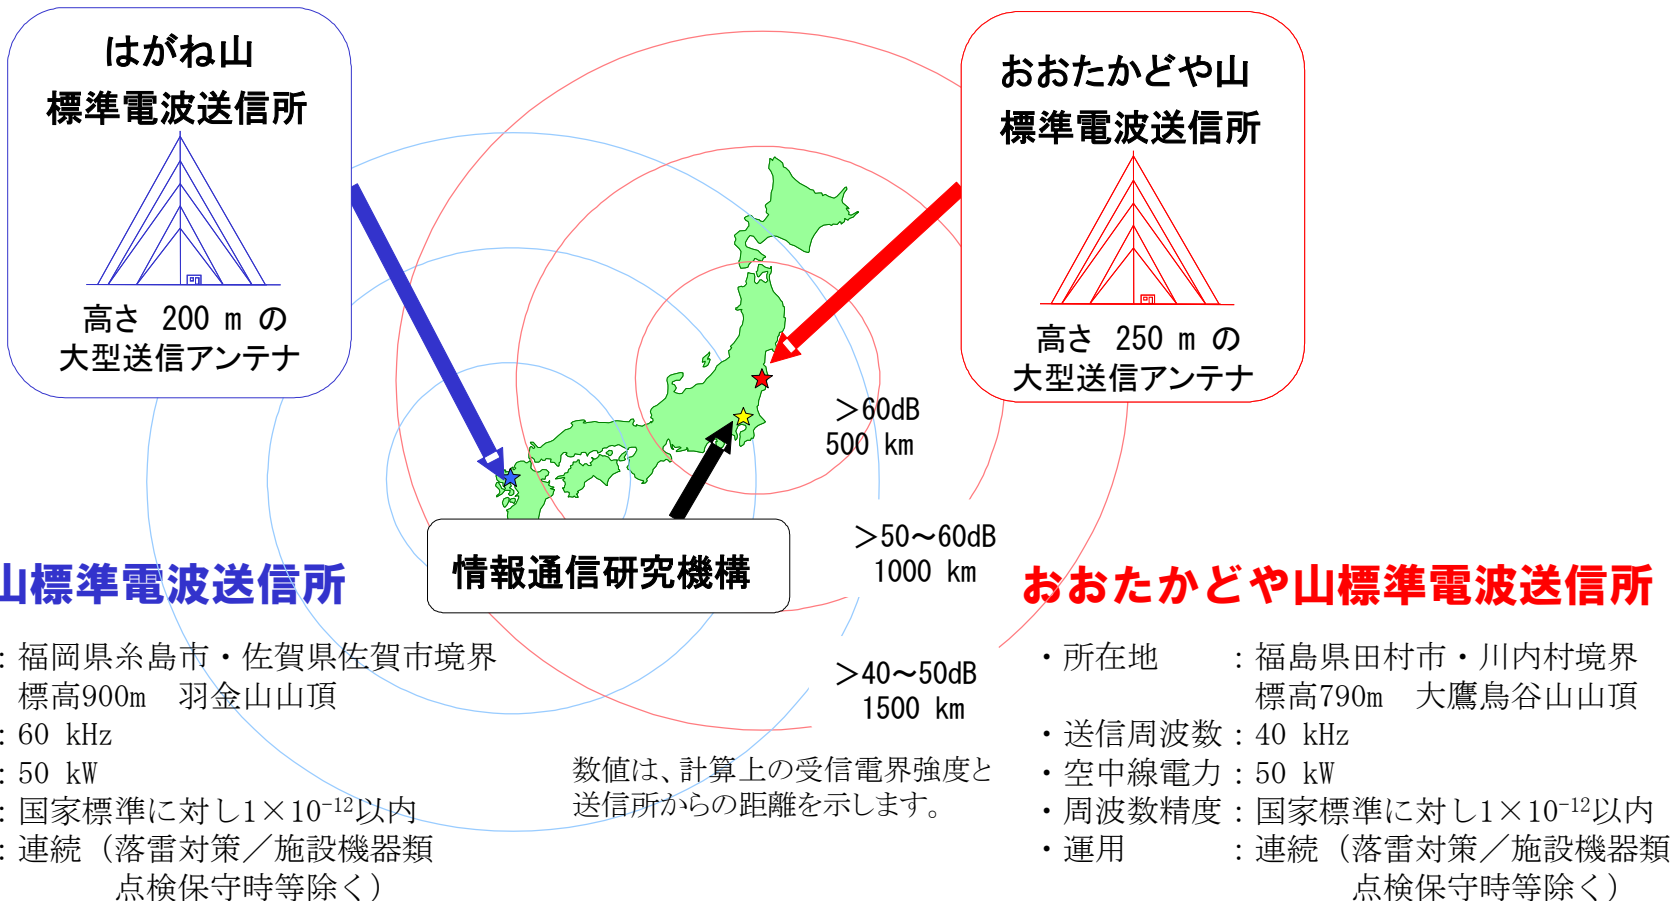 はがね山
標準電波送信所
高さ 200 m の
大型送信アンテナ
おおたかどや山
標準電波送信所
高さ 250 m の
大型送信アンテナ
>60dB
500 km
>50～60dB
1000 km
>40～50dB
1500 km
情報通信研究機構
数値は、計算上の受信電界強度と
送信所からの距離を示します。
山標準電波送信所
：福岡県糸島市・佐賀県佐賀市境界
標高900m 羽金山山頂
：60 kHz
：50 kW
：国家標準に対し1×10⁻¹²以内
：連続（落雷対策／施設機器類
点検保守時等除く）
おおたかどや山標準電波送信所
・所在地 ：福島県田村市・川内村境界
標高790m 大鷹鳥谷山山頂
・送信周波数：40 kHz
・空中線電力：50 kW
・周波数精度：国家標準に対し1×10⁻¹²以内
・運用 ：連続（落雷対策／施設機器類
点検保守時等除く）